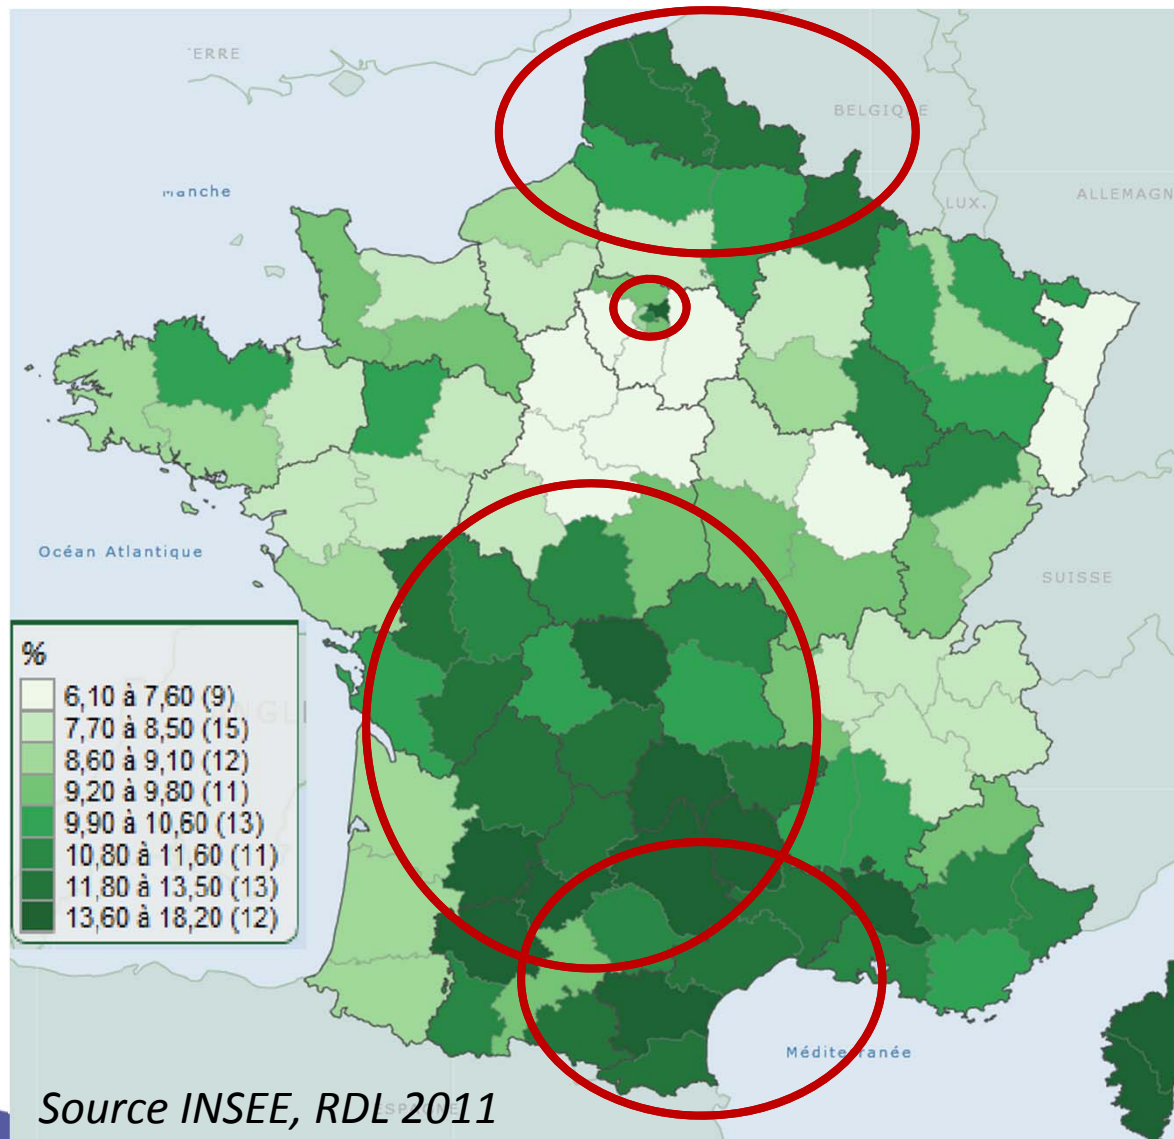 TERRE
BELGIQUE
Manche
LUX.
ALLEMAGN
Océan Atlantique
SUISSE
%
6,10 à 7,60 (9)
7,70 à 8,50 (15)
8,60 à 9,10 (12)
9,20 à 9,80 (11)
9,90 à 10,60 (13)
10,80 à 11,60 (11)
11,80 à 13,50 (13)
13,60 à 18,20 (12)
Méditerranée
ESPAGNE
Source INSEE, RDL 2011